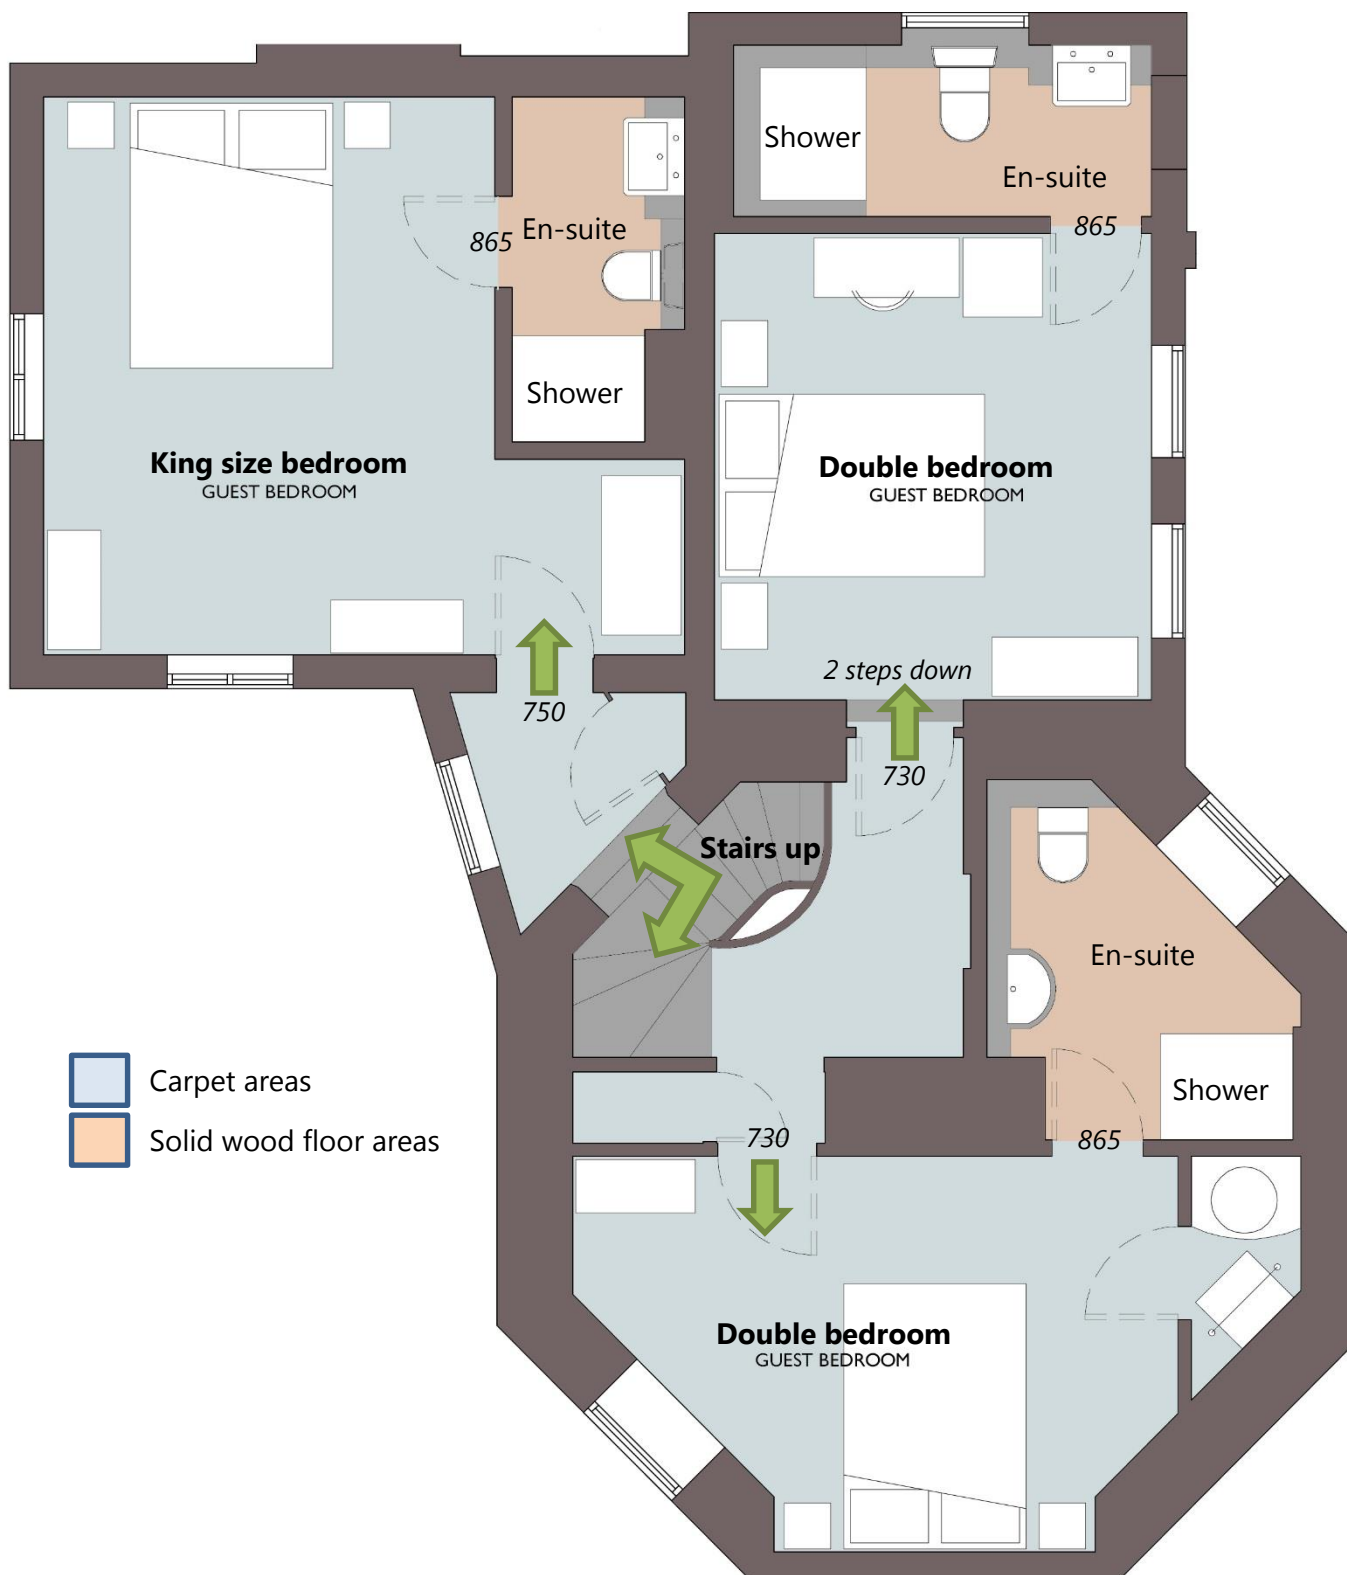 Shower
En-suite
865
865
En-suite
Shower
King size bedroom
GUEST BEDROOM
Double bedroom
GUEST BEDROOM
2 steps down
750
730
Stairs up
En-suite
Carpet areas
Solid wood floor areas
Shower
730
865
Double bedroom
GUEST BEDROOM